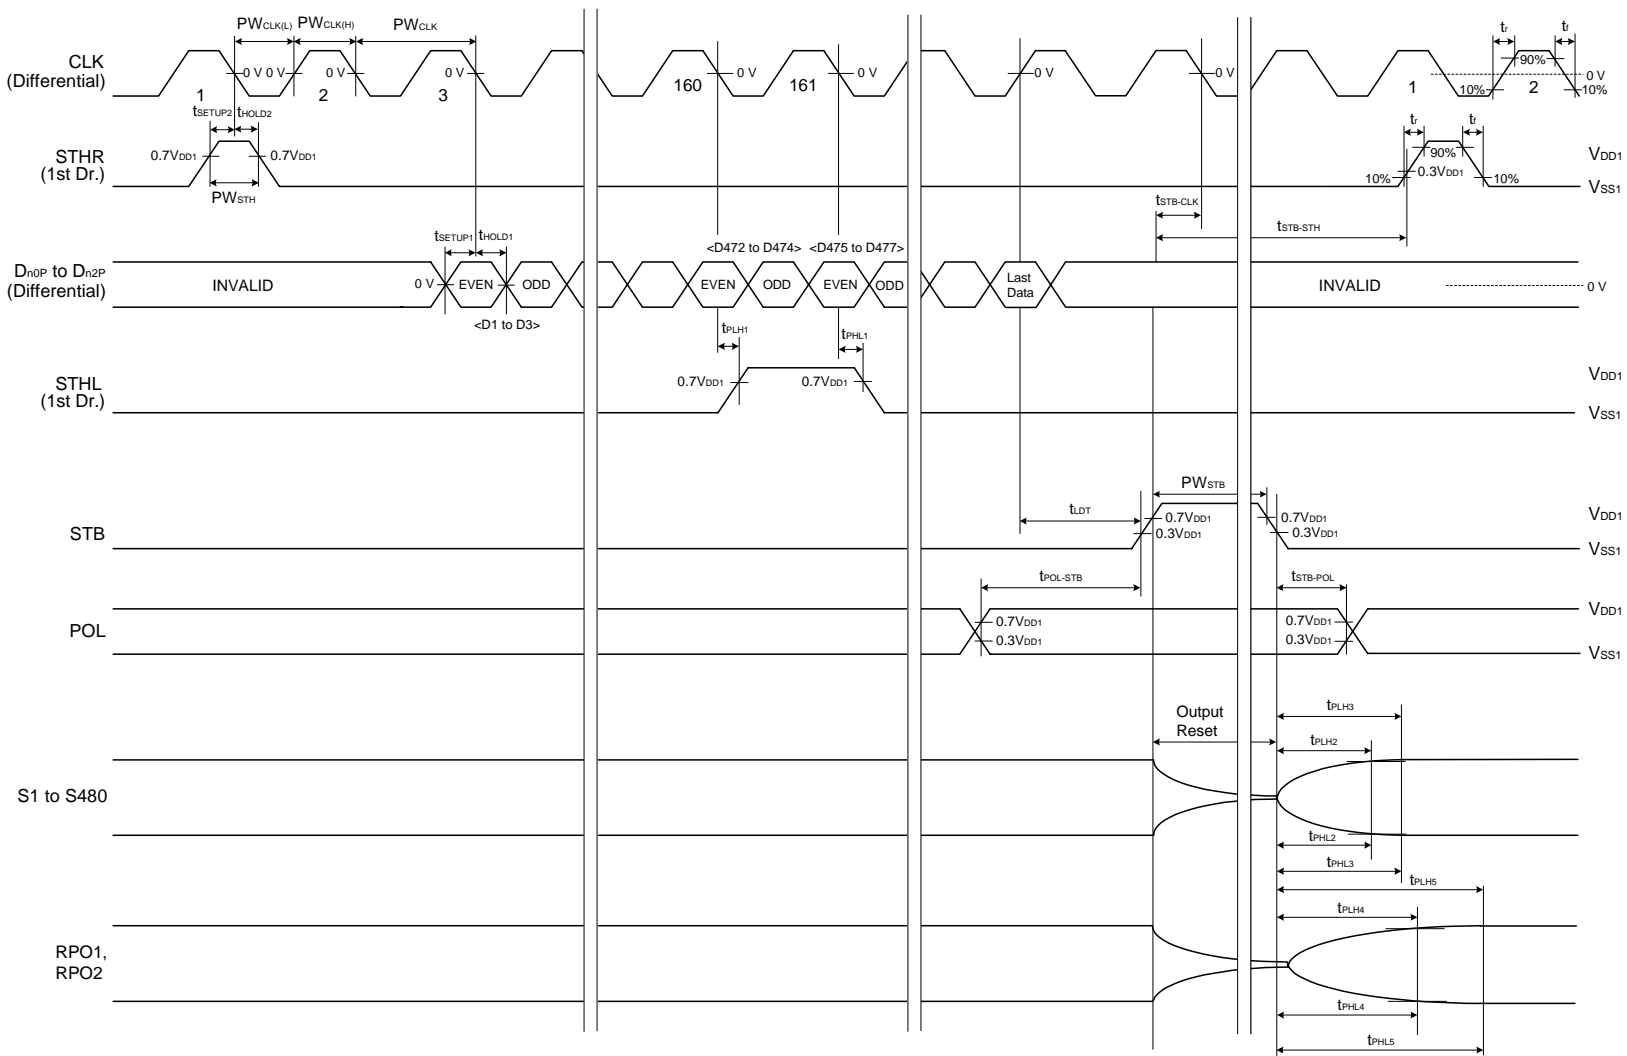 PWCLK(L) PWCLK(H) PWCLK
tr tf
CLK
(Differential)
0 V 0 V 0 V 0 V 0 V 0 V 0 V 0 V 90% 0 V
1 2 3 160 161 1 2
10% 10%
tSETUP2 tHOLD2
tr tf
STHR
(1st Dr.)
0.7VDD1 0.7VDD1
90%
0.3VDD1
10% 10%
VDD1
VSS1
PWSTH
tSTB-CLK
tSTB-STH
tSETUP1 tHOLD1
<D472 to D474> <D475 to D477>
Dn0P to Dn2P
(Differential)
INVALID 0 V EVEN ODD EVEN ODD EVEN ODD Last
Data
INVALID 0 V
<D1 to D3>
tPLH1 tPHL1
STHL
(1st Dr.)
0.7VDD1 0.7VDD1
VDD1
VSS1
PWSTB
tLDT
STB
0.7VDD1 0.7VDD1
0.3VDD1 0.3VDD1
VDD1
VSS1
tPOL-STB tSTB-POL
POL
0.7VDD1 0.7VDD1
0.3VDD1 0.3VDD1
VDD1
VSS1
Output
Reset
tPLH3
tPLH2
S1 to S480
tPHL2
tPHL3
tPLH5
tPLH4
RPO1,
RPO2
tPHL4
tPHL5